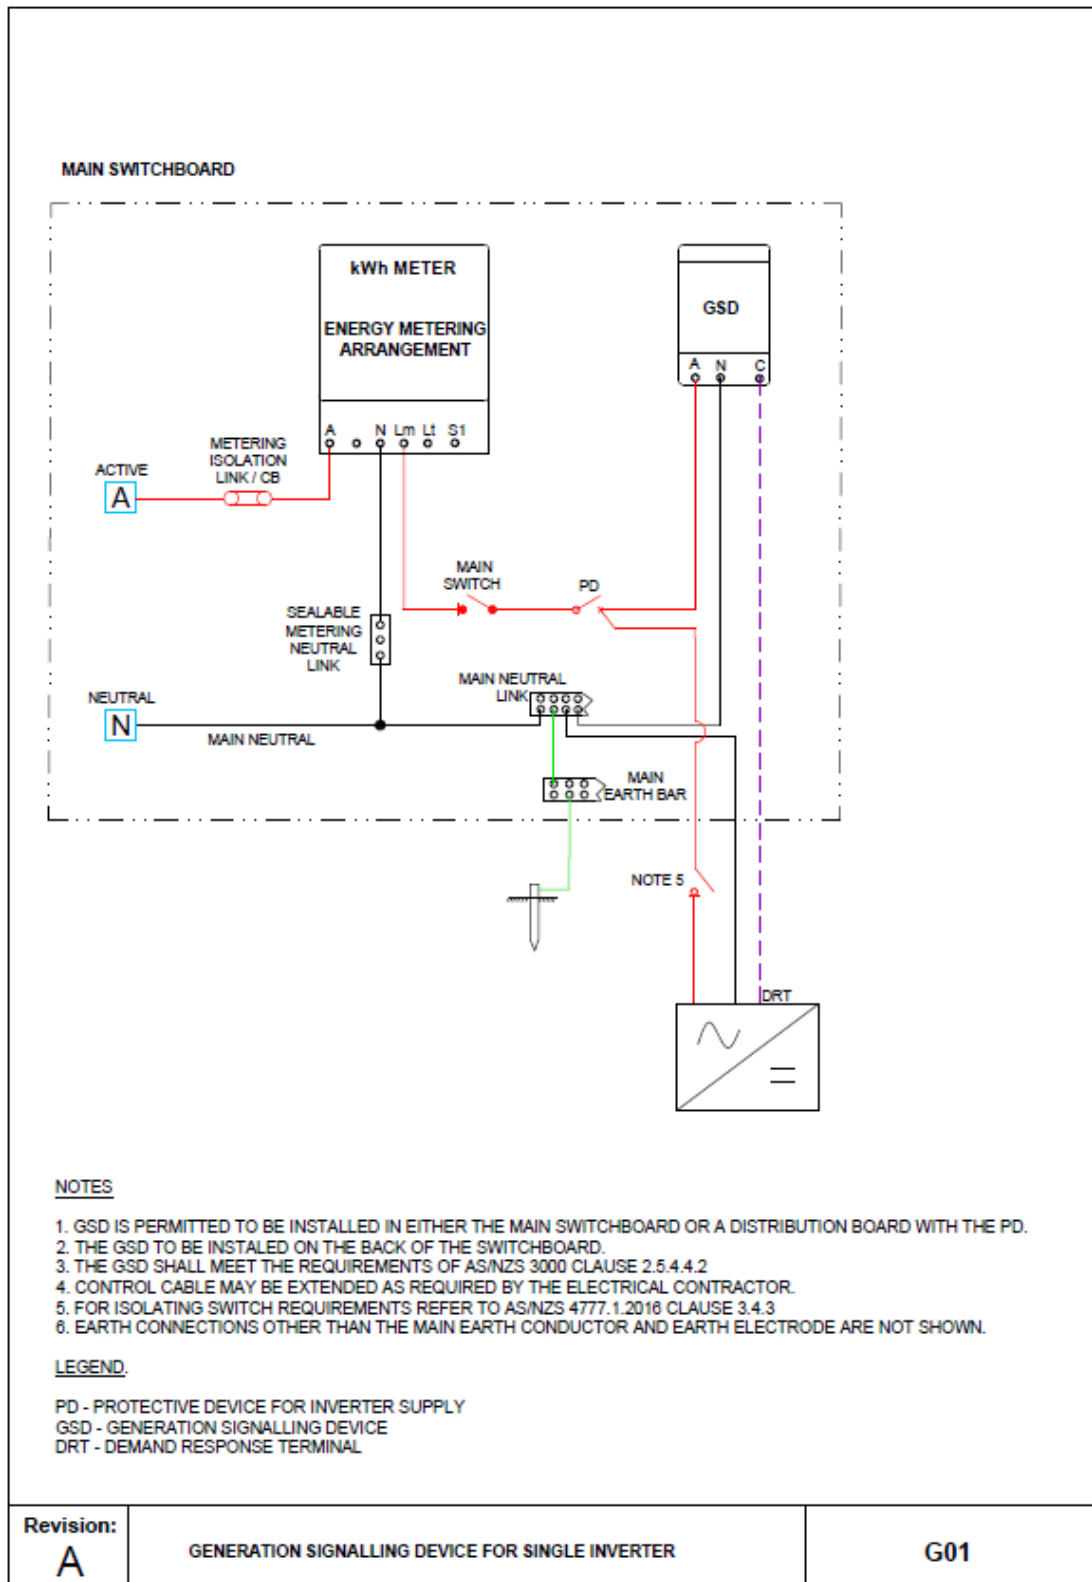 MAIN SWITCHBOARD
kWh METER
ENERGY METERING
ARRANGEMENT
A N Lm Lt S1
GSD
A N C
METERING
ISOLATION
LINK / CB
ACTIVE
A
MAIN
SWITCH
PD
SEALABLE
METERING
NEUTRAL
LINK
MAIN NEUTRAL
LINK
NEUTRAL
N
MAIN NEUTRAL
MAIN
EARTH BAR
NOTE 5
DRT
NOTES
1. GSD IS PERMITTED TO BE INSTALLED IN EITHER THE MAIN SWITCHBOARD OR A DISTRIBUTION BOARD WITH THE PD.
2. THE GSD TO BE INSTALED ON THE BACK OF THE SWITCHBOARD.
3. THE GSD SHALL MEET THE REQUIREMENTS OF AS/NZS 3000 CLAUSE 2.5.4.4.2
4. CONTROL CABLE MAY BE EXTENDED AS REQUIRED BY THE ELECTRICAL CONTRACTOR.
5. FOR ISOLATING SWITCH REQUIREMENTS REFER TO AS/NZS 4777.1.2016 CLAUSE 3.4.3
6. EARTH CONNECTIONS OTHER THAN THE MAIN EARTH CONDUCTOR AND EARTH ELECTRODE ARE NOT SHOWN.
LEGEND.
PD - PROTECTIVE DEVICE FOR INVERTER SUPPLY
GSD - GENERATION SIGNALLING DEVICE
DRT - DEMAND RESPONSE TERMINAL
Revision:
A
GENERATION SIGNALLING DEVICE FOR SINGLE INVERTER
G01